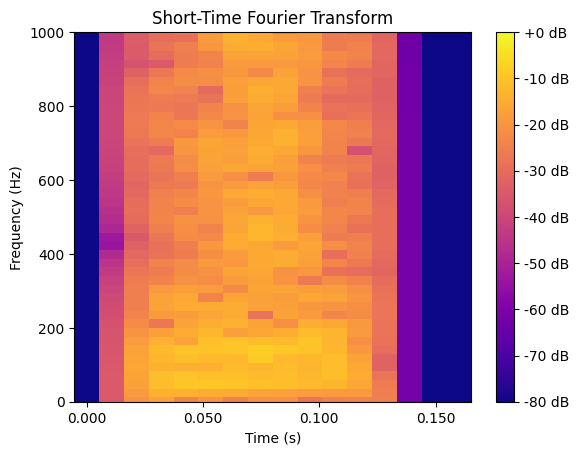 Short-Time Fourier Transform
1000
800
600
400
200
0
Frequency (Hz)
0.000
0.050
0.100
0.150
Time (s)
+0 dB
-10 dB
-20 dB
-30 dB
-40 dB
-50 dB
-60 dB
-70 dB
-80 dB